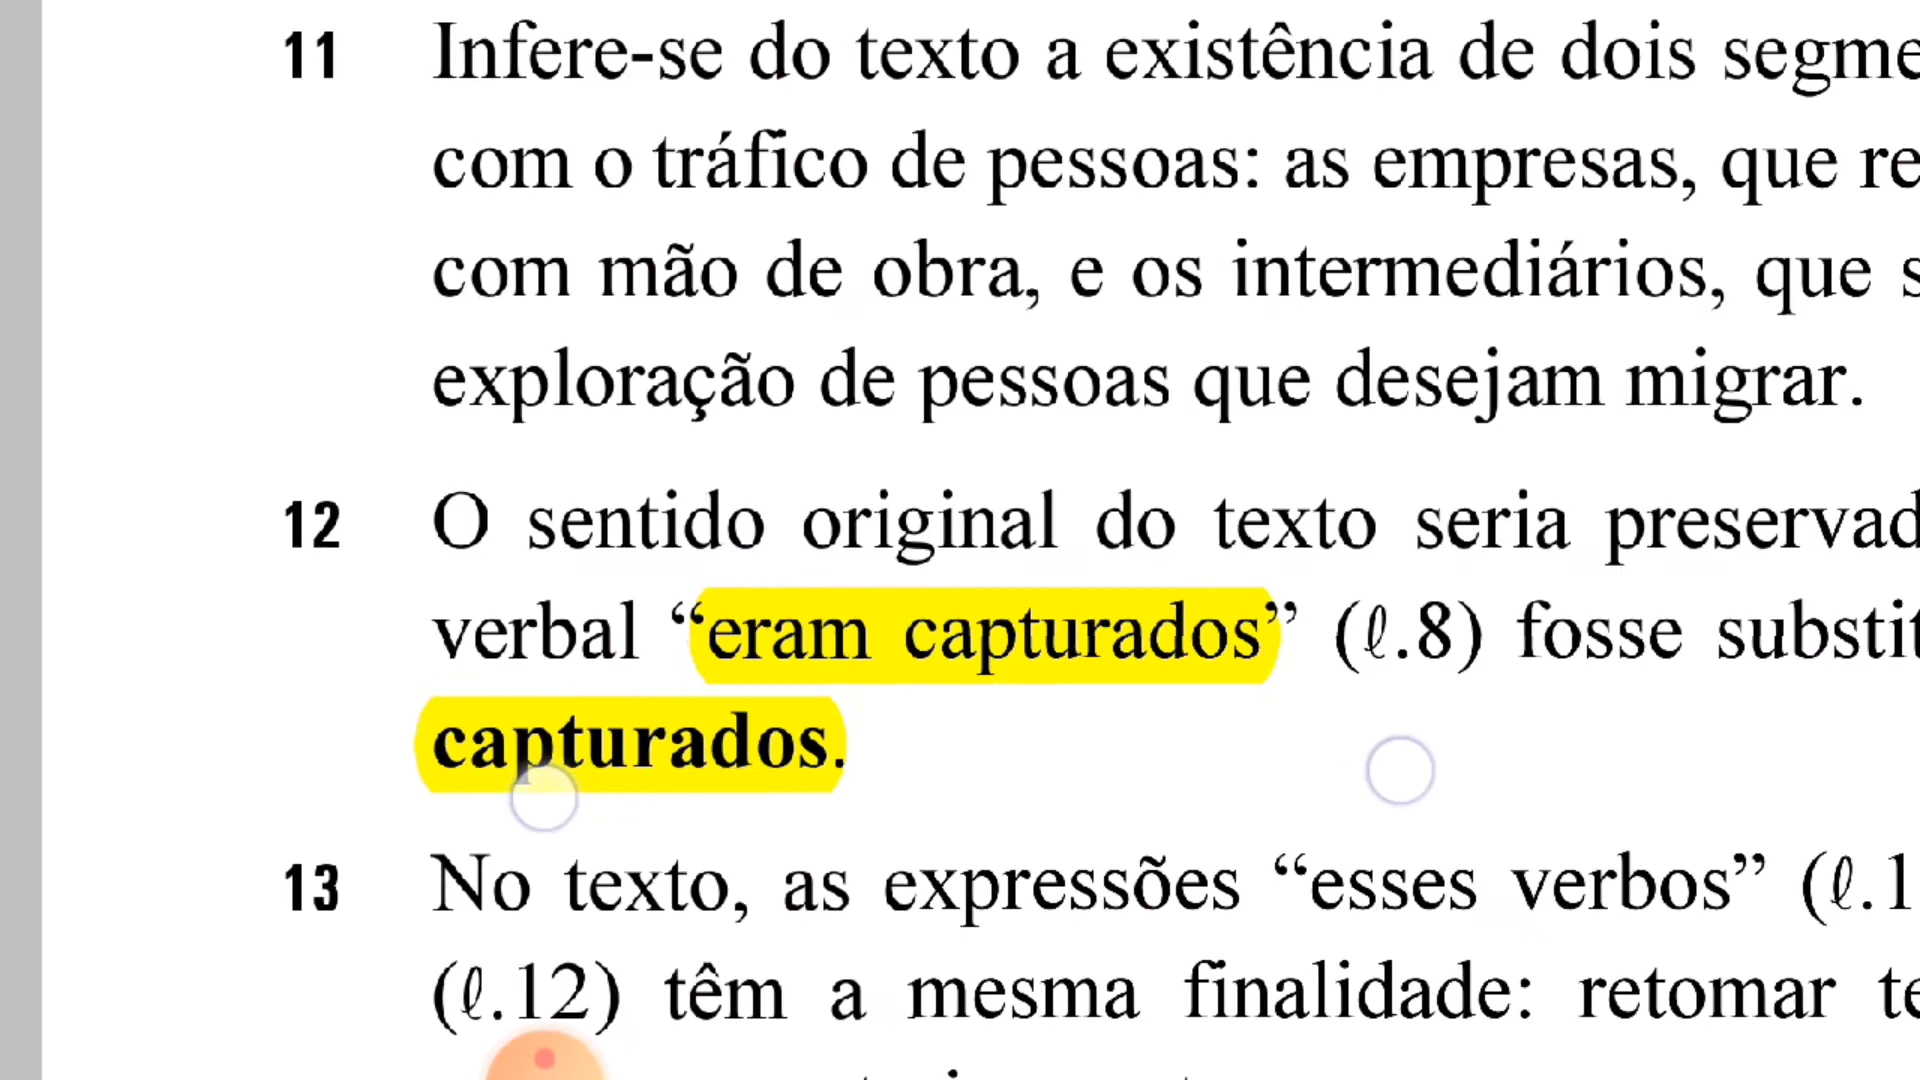 11 Infere-se do texto a existência de dois segme
com o tráfico de pessoas: as empresas, que re
com mão de obra, e os intermediários, que s
exploração de pessoas que desejam migrar.
12 O sentido original do texto seria preservad
verbal “eram capturados” (ℓ.8) fosse substit
capturados.
13 No texto, as expressões “esses verbos” (ℓ.1
(ℓ.12) têm a mesma finalidade: retomar te